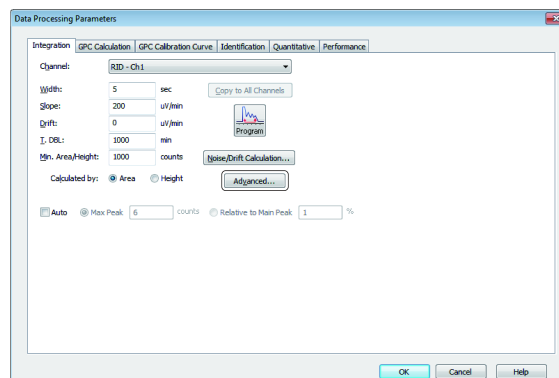 Data Processing Parameters
Integration GPC Calculation GPC Calibration Curve Identification Quantitative Performance
Channel: RID - Ch1
Width: 5 sec Copy to All Channels
Slope: 200 uV/min
Drift: 0 uV/min
Program
T. DBL: 1000 min
Min. Area/Height: 1000 counts Noise/Drift Calculation...
Calculated by: Area Height Advanced...
Auto Max Peak 6 counts Relative to Main Peak 1 %
OK Cancel Help